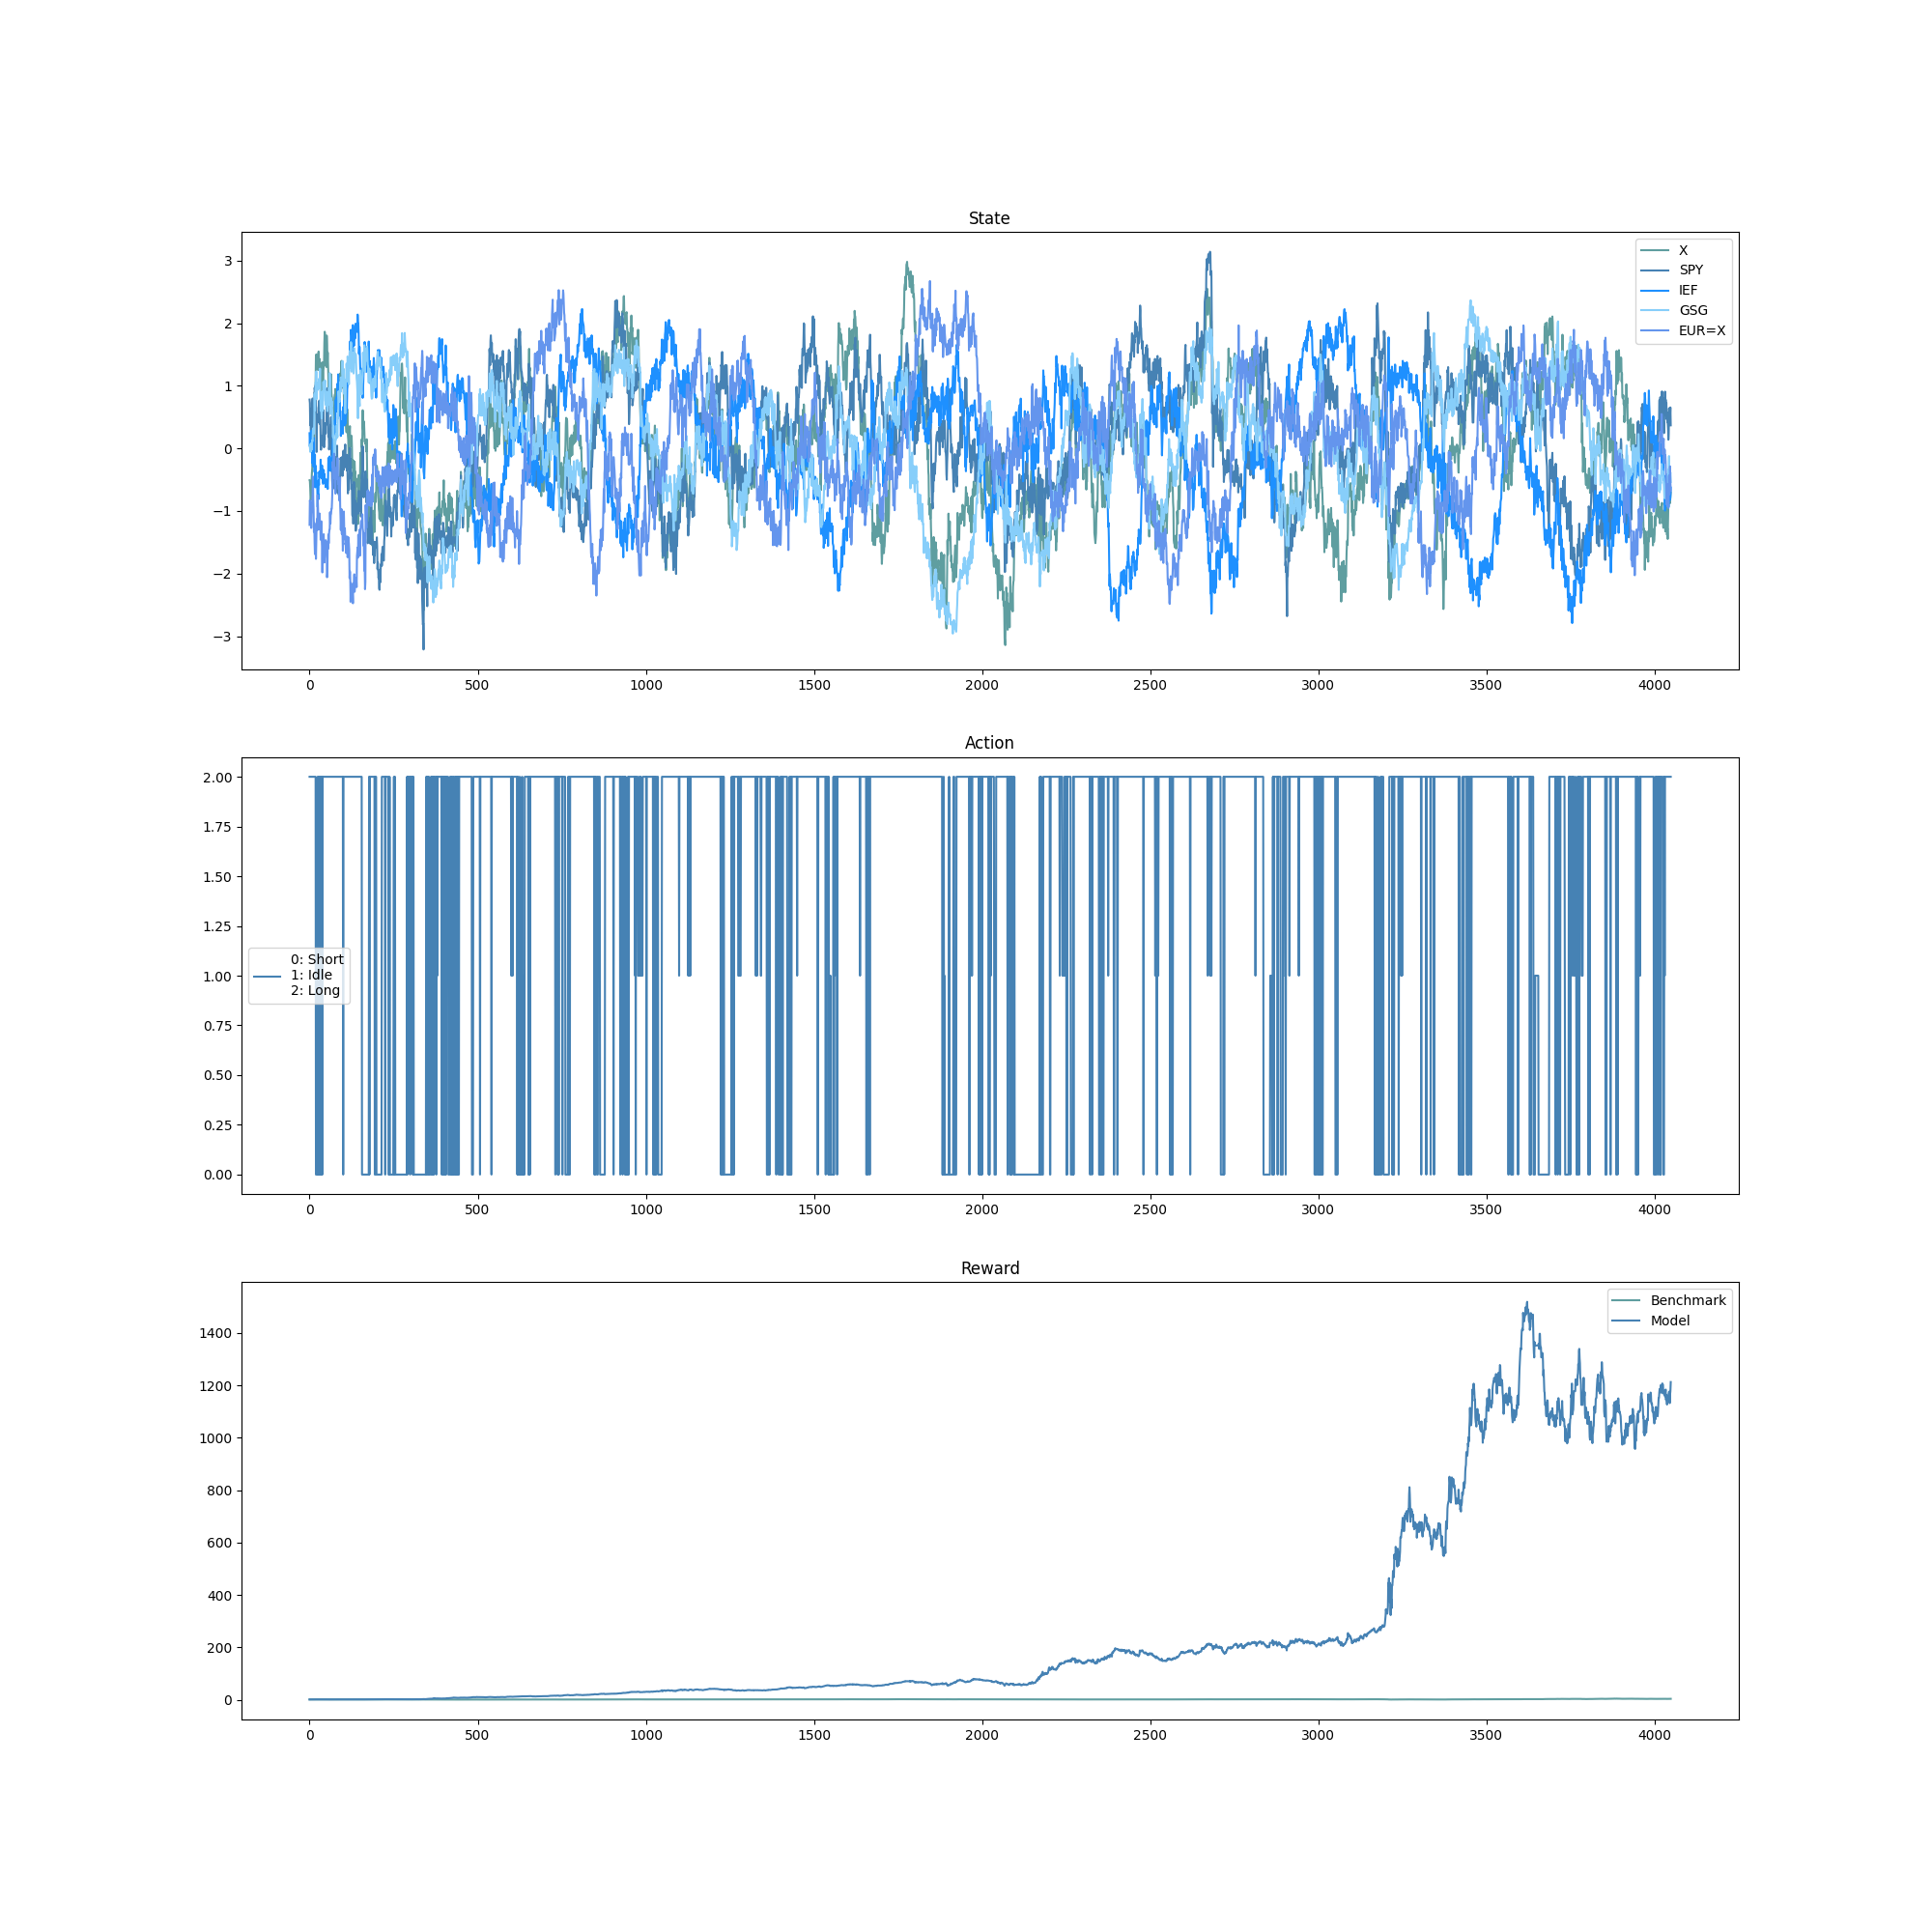 State
3
2
1
0
−1
−2
−3
X
SPY
IEF
GSG
EUR=X
0 500 1000 1500 2000 2500 3000 3500 4000
Action
2.00
1.75
1.50
1.25
1.00
0.75
0.50
0.25
0.00
0: Short
1: Idle
2: Long
0 500 1000 1500 2000 2500 3000 3500 4000
Reward
1400
1200
1000
800
600
400
200
0
Benchmark
Model
0 500 1000 1500 2000 2500 3000 3500 4000